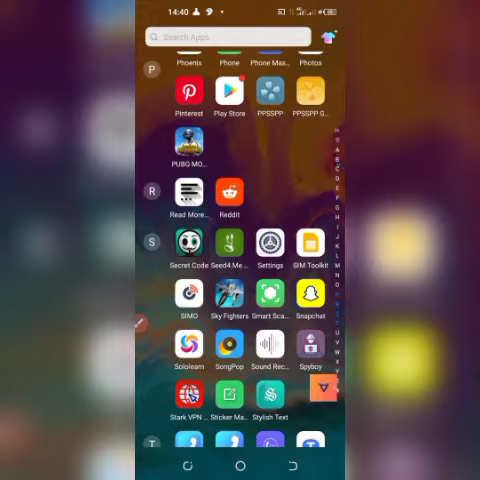 14:40
Search Apps
Phoenix Phone Phone Mas... Photos
P
Pinterest Play Store PPSSPP PPSSPP G...
PUBG MO...
R
Read More... Reddit
S
Secret Code Seed4.Me ... Settings SIM Toolkit
SIMO Sky Fighters Smart Sca... Snapchat
Sololearn SongPop Sound Rec... Spyboy
Stark VPN ... Sticker Ma... Stylish Text
T